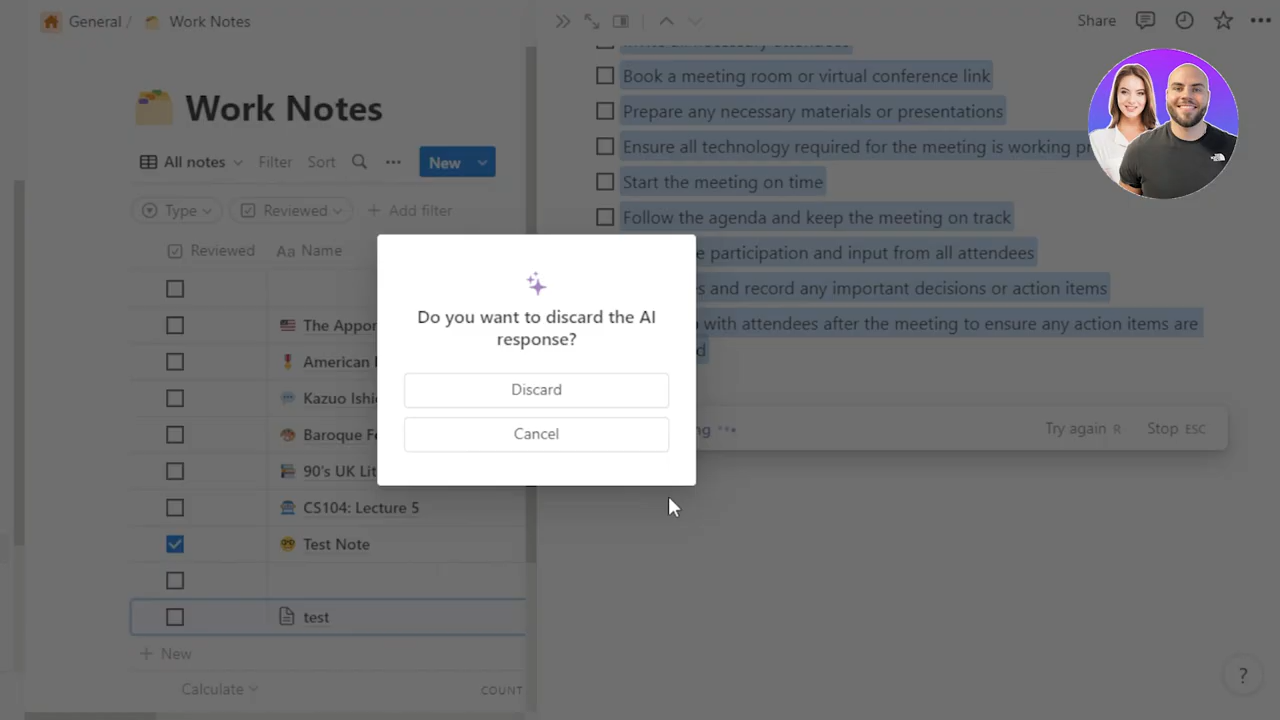 General / Work Notes
Share
Work Notes
All notes
Filter
Sort
New
Type
Reviewed
Add filter
Reviewed
Aa Name
The Appor
American
Kazuo Ishi
Baroque Fe
90's UK Lit
CS104: Lecture 5
Test Note
test
New
Calculate
COUNT
Book a meeting room or virtual conference link
Prepare any necessary materials or presentations
Ensure all technology required for the meeting is working pr
Start the meeting on time
Follow the agenda and keep the meeting on track
participation and input from all attendees
and record any important decisions or action items
with attendees after the meeting to ensure any action items are
Try again R
Stop ESC
Do you want to discard the AI
response?
Discard
Cancel
?